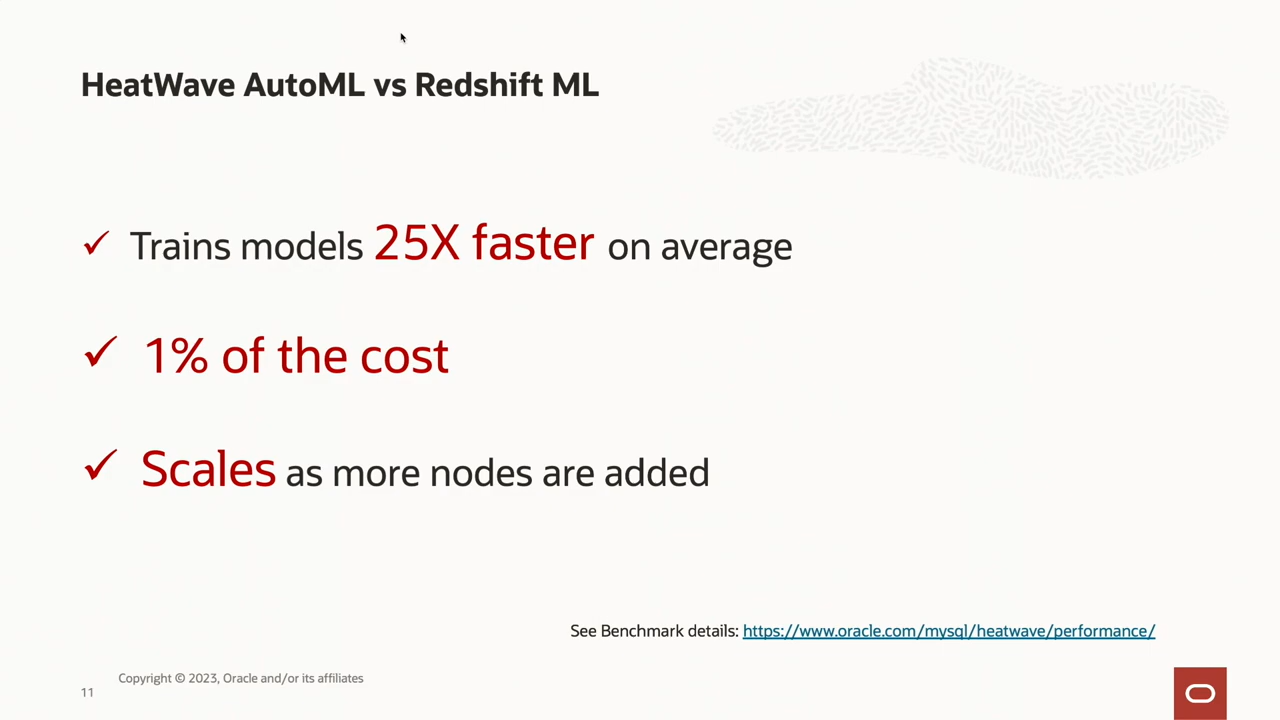 HeatWave AutoML vs Redshift ML
✓ Trains models 25X faster on average
✓ 1% of the cost
✓ Scales as more nodes are added
See Benchmark details: https://www.oracle.com/mysql/heatwave/performance/
Copyright © 2023, Oracle and/or its affiliates
11